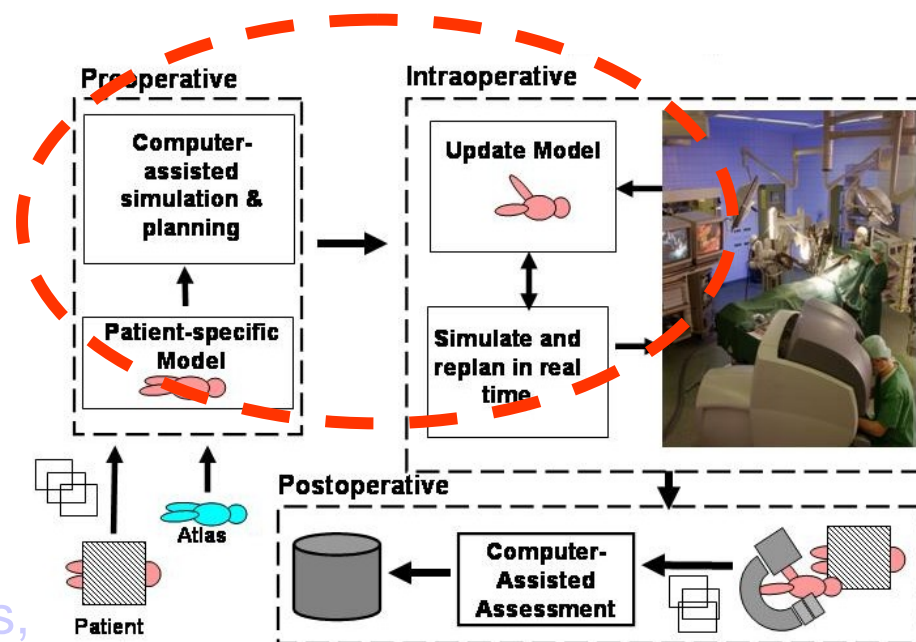 Preoperative
Computer-
assisted
simulation &
planning
Patient-specific
Model
Intraoperative
Update Model
Simulate and
replan in real
time
Atlas
Patient
Postoperative
Computer-
Assisted
Assessment
s,